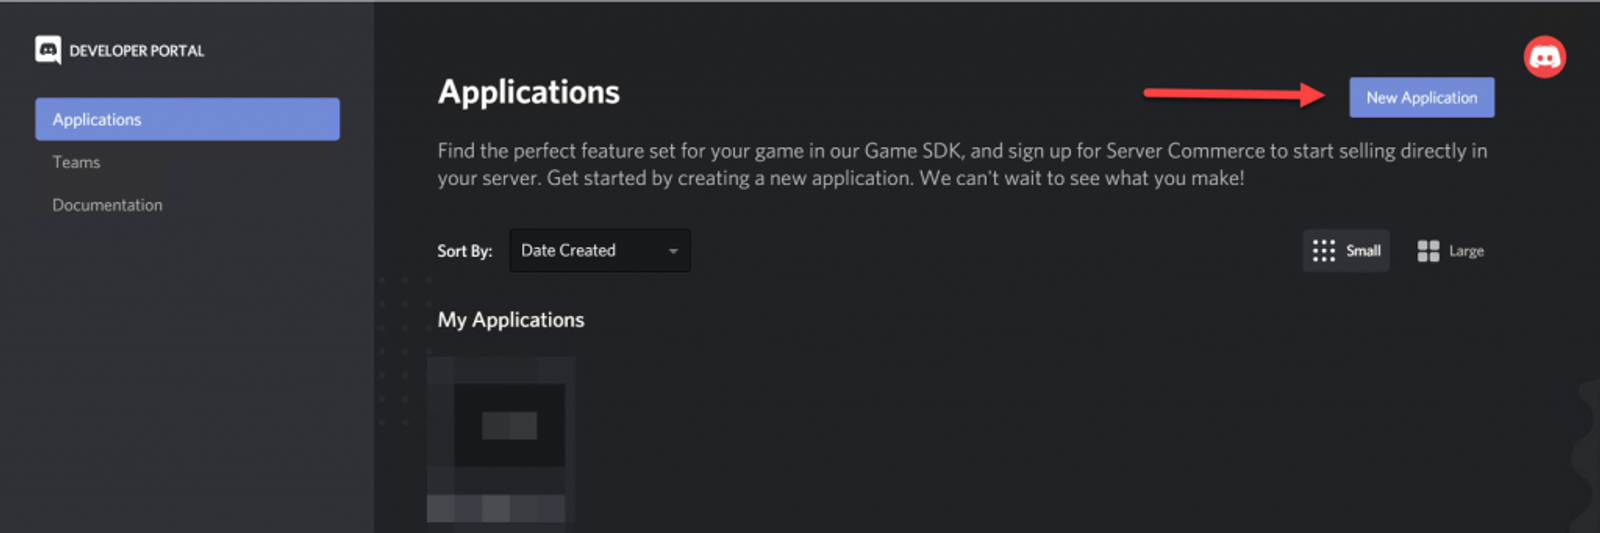 DEVELOPER PORTAL
Applications
Teams
Documentation
Applications
New Application
Find the perfect feature set for your game in our Game SDK, and sign up for Server Commerce to start selling directly in
your server. Get started by creating a new application. We can't wait to see what you make!
Sort By: Date Created
Small Large
My Applications